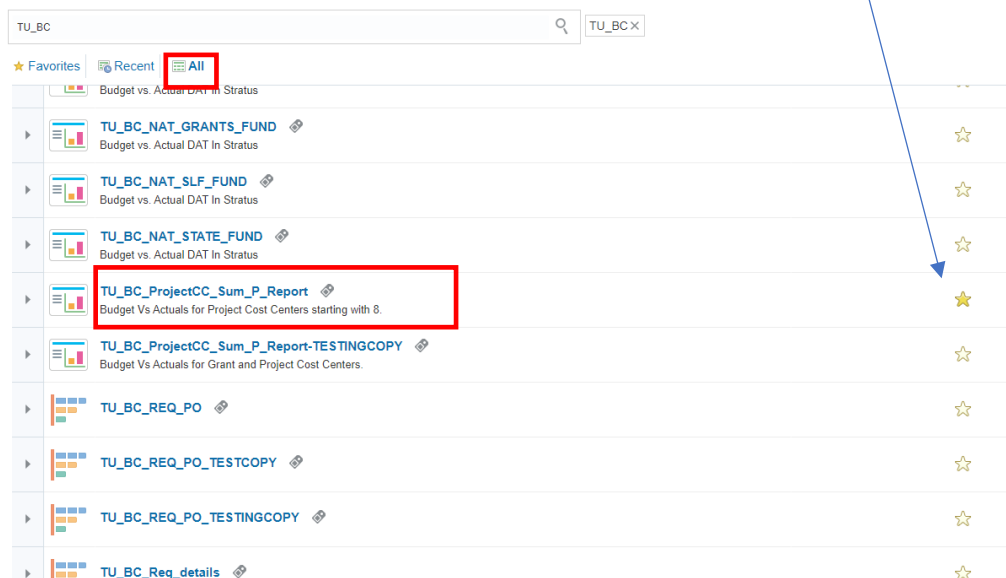 TU_BC
TU_BC ×
Favorites Recent All
Budget vs. Actual DAT In Stratus
TU_BC_NAT_GRANTS_FUND
Budget vs. Actual DAT In Stratus
TU_BC_NAT_SLF_FUND
Budget vs. Actual DAT In Stratus
TU_BC_NAT_STATE_FUND
Budget vs. Actual DAT In Stratus
TU_BC_ProjectCC_Sum_P_Report
Budget Vs Actuals for Project Cost Centers starting with 8.
TU_BC_ProjectCC_Sum_P_Report-TESTINGCOPY
Budget Vs Actuals for Grant and Project Cost Centers.
TU_BC_REQ_PO
TU_BC_REQ_PO_TESTCOPY
TU_BC_REQ_PO_TESTINGCOPY
TU_BC_Req_details